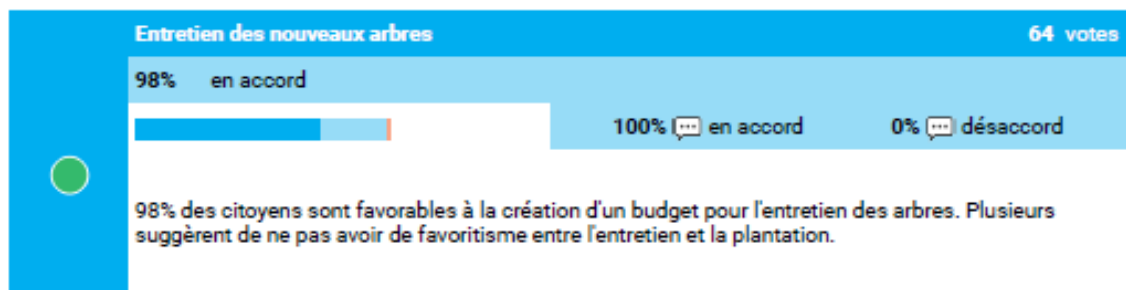 Entretien des nouveaux arbres 64 votes
98% en accord
100% en accord 0% désaccord
98% des citoyens sont favorables à la création d'un budget pour l'entretien des arbres. Plusieurs
suggèrent de ne pas avoir de favoritisme entre l'entretien et la plantation.